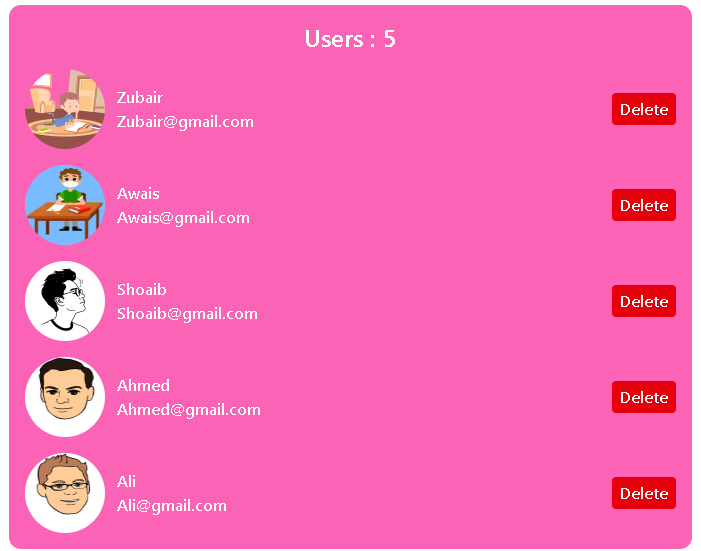 Users : 5
Zubair
Zubair@gmail.com
Delete
Awais
Awais@gmail.com
Delete
Shoaib
Shoaib@gmail.com
Delete
Ahmed
Ahmed@gmail.com
Delete
Ali
Ali@gmail.com
Delete